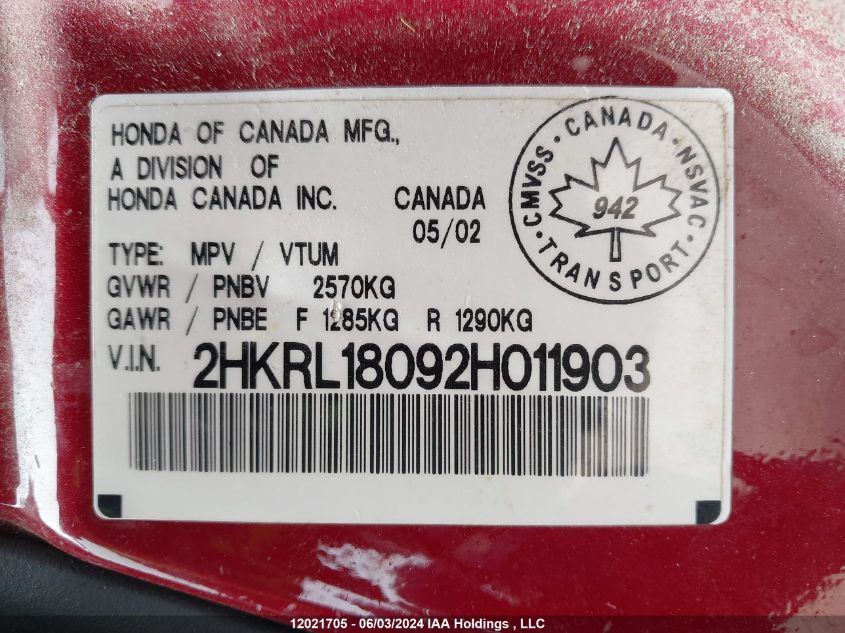 HONDA OF CANADA MFG.,
A DIVISION OF
HONDA CANADA INC. CANADA
05/02
TYPE: MPV / VTUM
GVWR / PNBV 2570KG
GAWR / PNBE F 1285KG R 1290KG
V.I.N. 2HKRL18092H011903
CMVSS · CANADA · NSVAC · TRANSPORT ·
942
12021705 - 06/03/2024 IAA Holdings , LLC